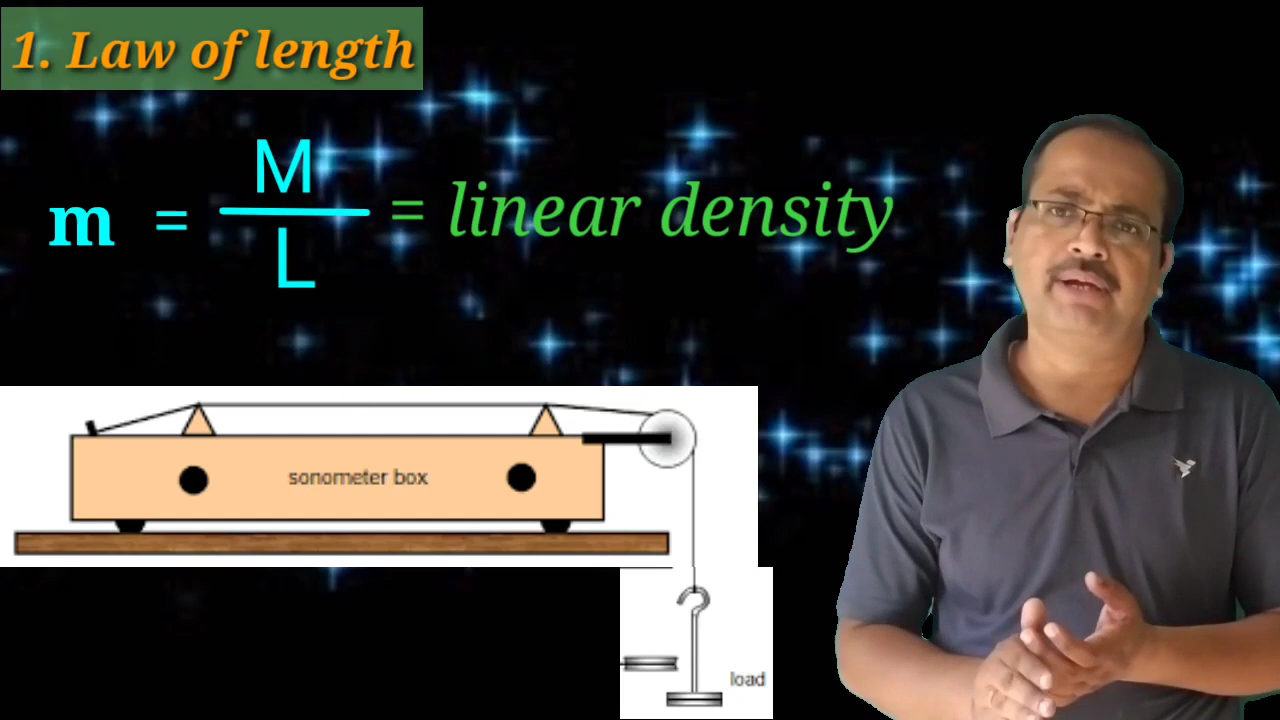 1. Law of length
m = M/L = linear density
sonometer box
load